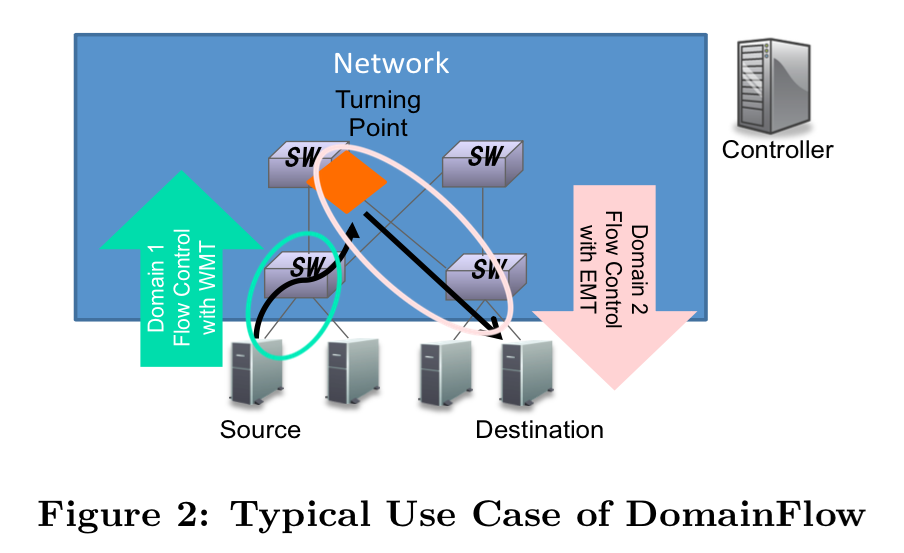 Network
Turning
Point
Controller
SW
SW
SW
SW
Domain 1
Flow Control
with WMT
Domain 2
Flow Control
with EMT
Source
Destination
Figure 2: Typical Use Case of DomainFlow